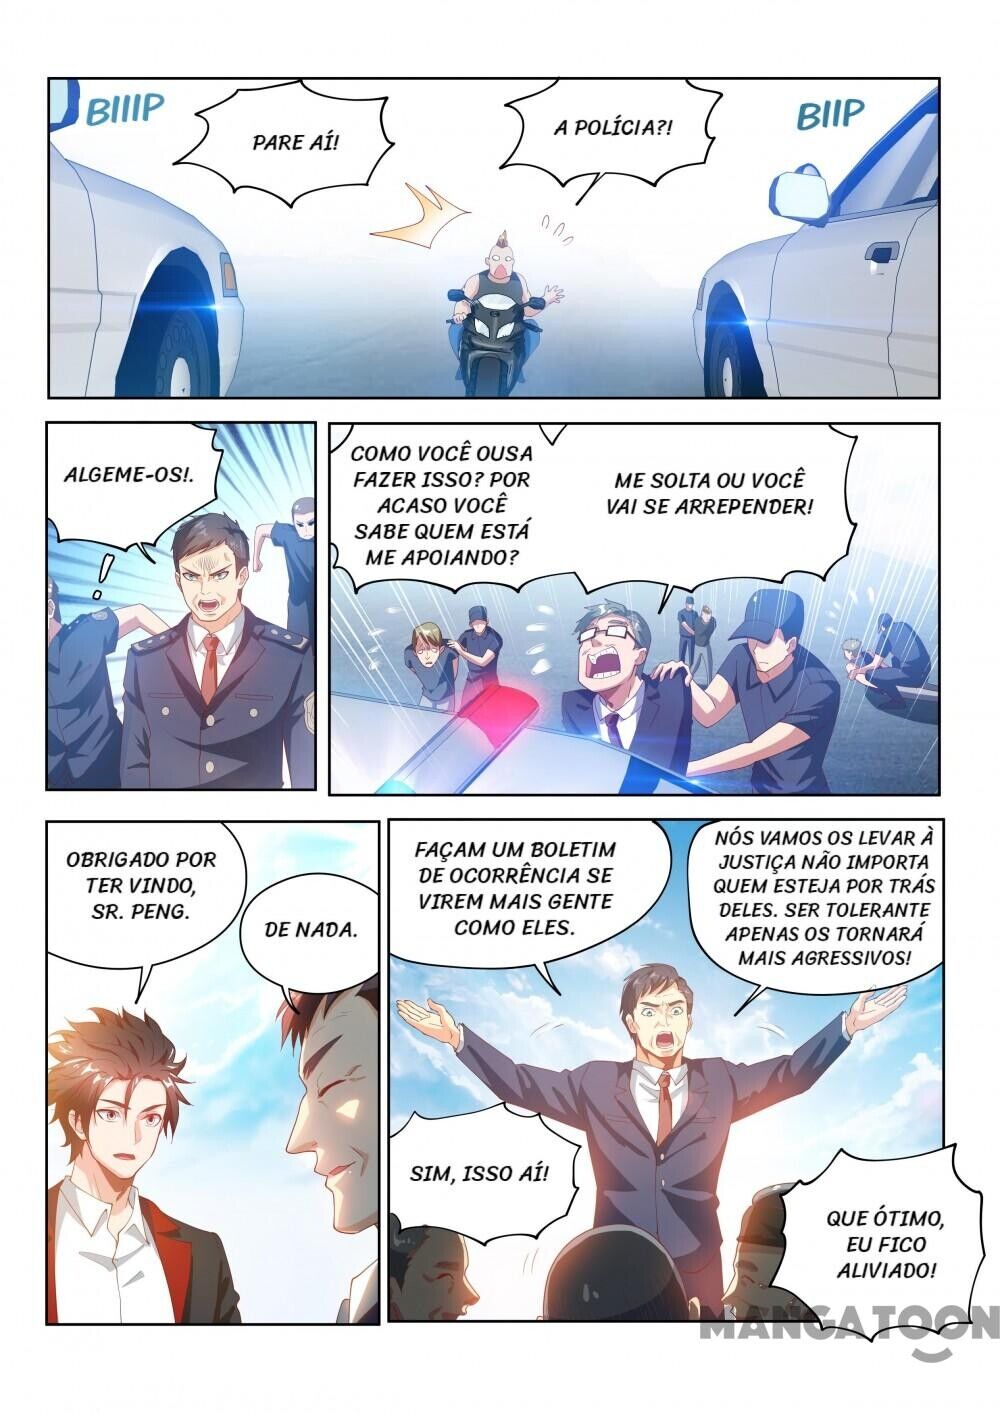 BIIIP
PARE AÍ!
A POLÍCIA?!
BIIP
ALGEME-OS!.
!
COMO VOCÊ OUSA
FAZER ISSO? POR
ACASO VOCÊ
SABE QUEM ESTÁ
ME APOIANDO?
ME SOLTA OU VOCÊ
VAI SE ARREPENDER!
OBRIGADO POR
TER VINDO,
SR. PENG.
DE NADA.
FAÇAM UM BOLETIM
DE OCORRÊNCIA SE
VIREM MAIS GENTE
COMO ELES.
NÓS VAMOS OS LEVAR À
JUSTIÇA NÃO IMPORTA
QUEM ESTEJA POR TRÁS
DELES. SER TOLERANTE
APENAS OS TORNARÁ
MAIS AGRESSIVOS!
SIM, ISSO AÍ!
QUE ÓTIMO,
EU FICO
ALIVIADO!
MANGATOON